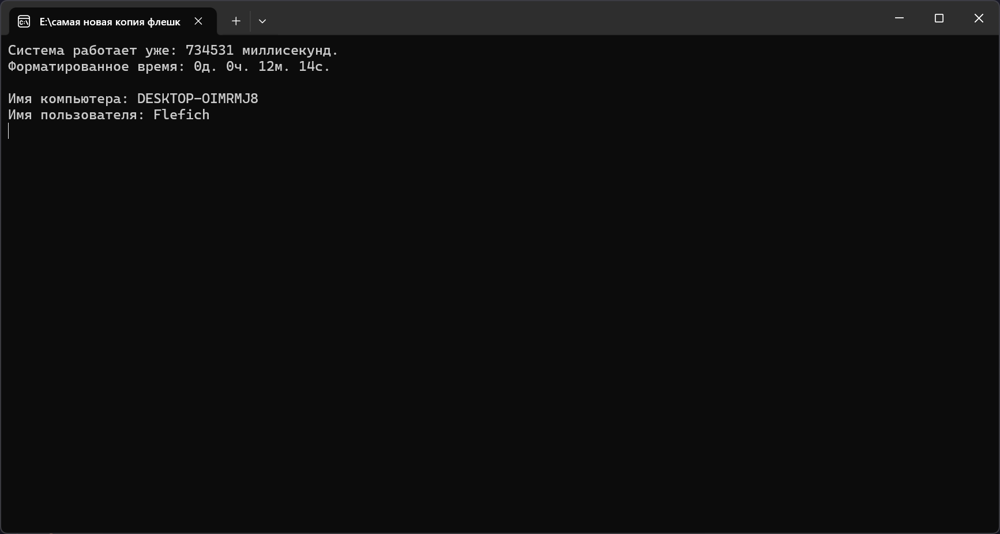 E:\самая новая копия флешк
Система работает уже: 734531 миллисекунд.
Форматированное время: 0д. 0ч. 12м. 14с.
Имя компьютера: DESKTOP-OIMRMJ8
Имя пользователя: Flefich